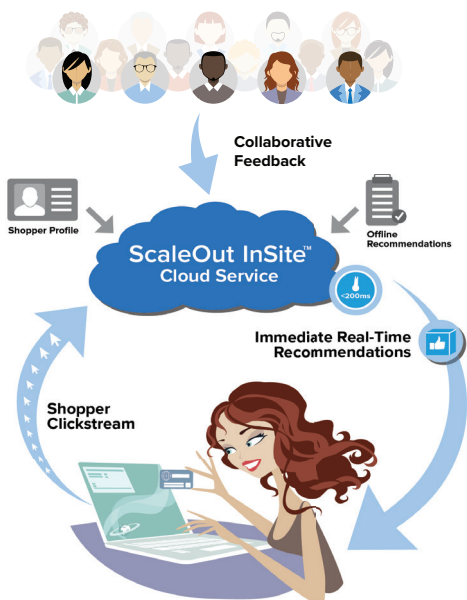 Collaborative
Feedback
Shopper Profile
Offline
Recommendations
ScaleOut InSite™
Cloud Service
<200ms
Immediate Real-Time
Recommendations
Shopper
Clickstream